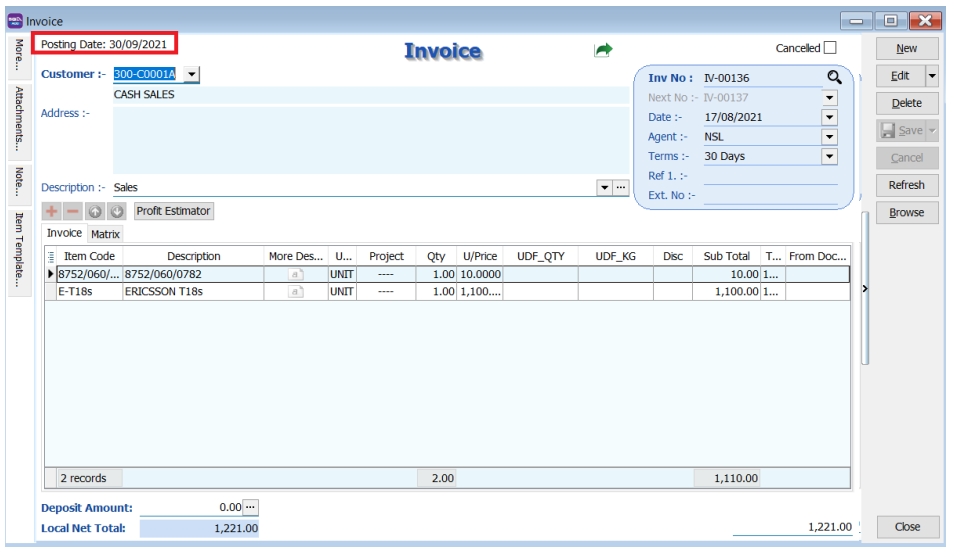 Invoice
Posting Date: 30/09/2021
Invoice
Cancelled
Customer :- 300-C0001A
CASH SALES
Address :-
Description :- Sales
Inv No : IV-00136
Next No :- IV-00137
Date :- 17/08/2021
Agent :- NSL
Terms :- 30 Days
Ref 1. :-
Ext. No :-
More...
Attachments...
Note...
Item Template...
New
Edit
Delete
Save
Cancel
Refresh
Browse
Profit Estimator
Invoice Matrix
Item Code Description More Des... U... Project Qty U/Price UDF_QTY UDF_KG Disc Sub Total T... From Doc...
8752/060/... 8752/060/0782 a UNIT ---- 1.00 10.0000 10.00 1...
E-T18s ERICSSON T18s a UNIT ---- 1.00 1,100.... 1,100.00 1...
2 records 2.00 1,110.00
Deposit Amount: 0.00 ...
Local Net Total: 1,221.00 1,221.00
Close